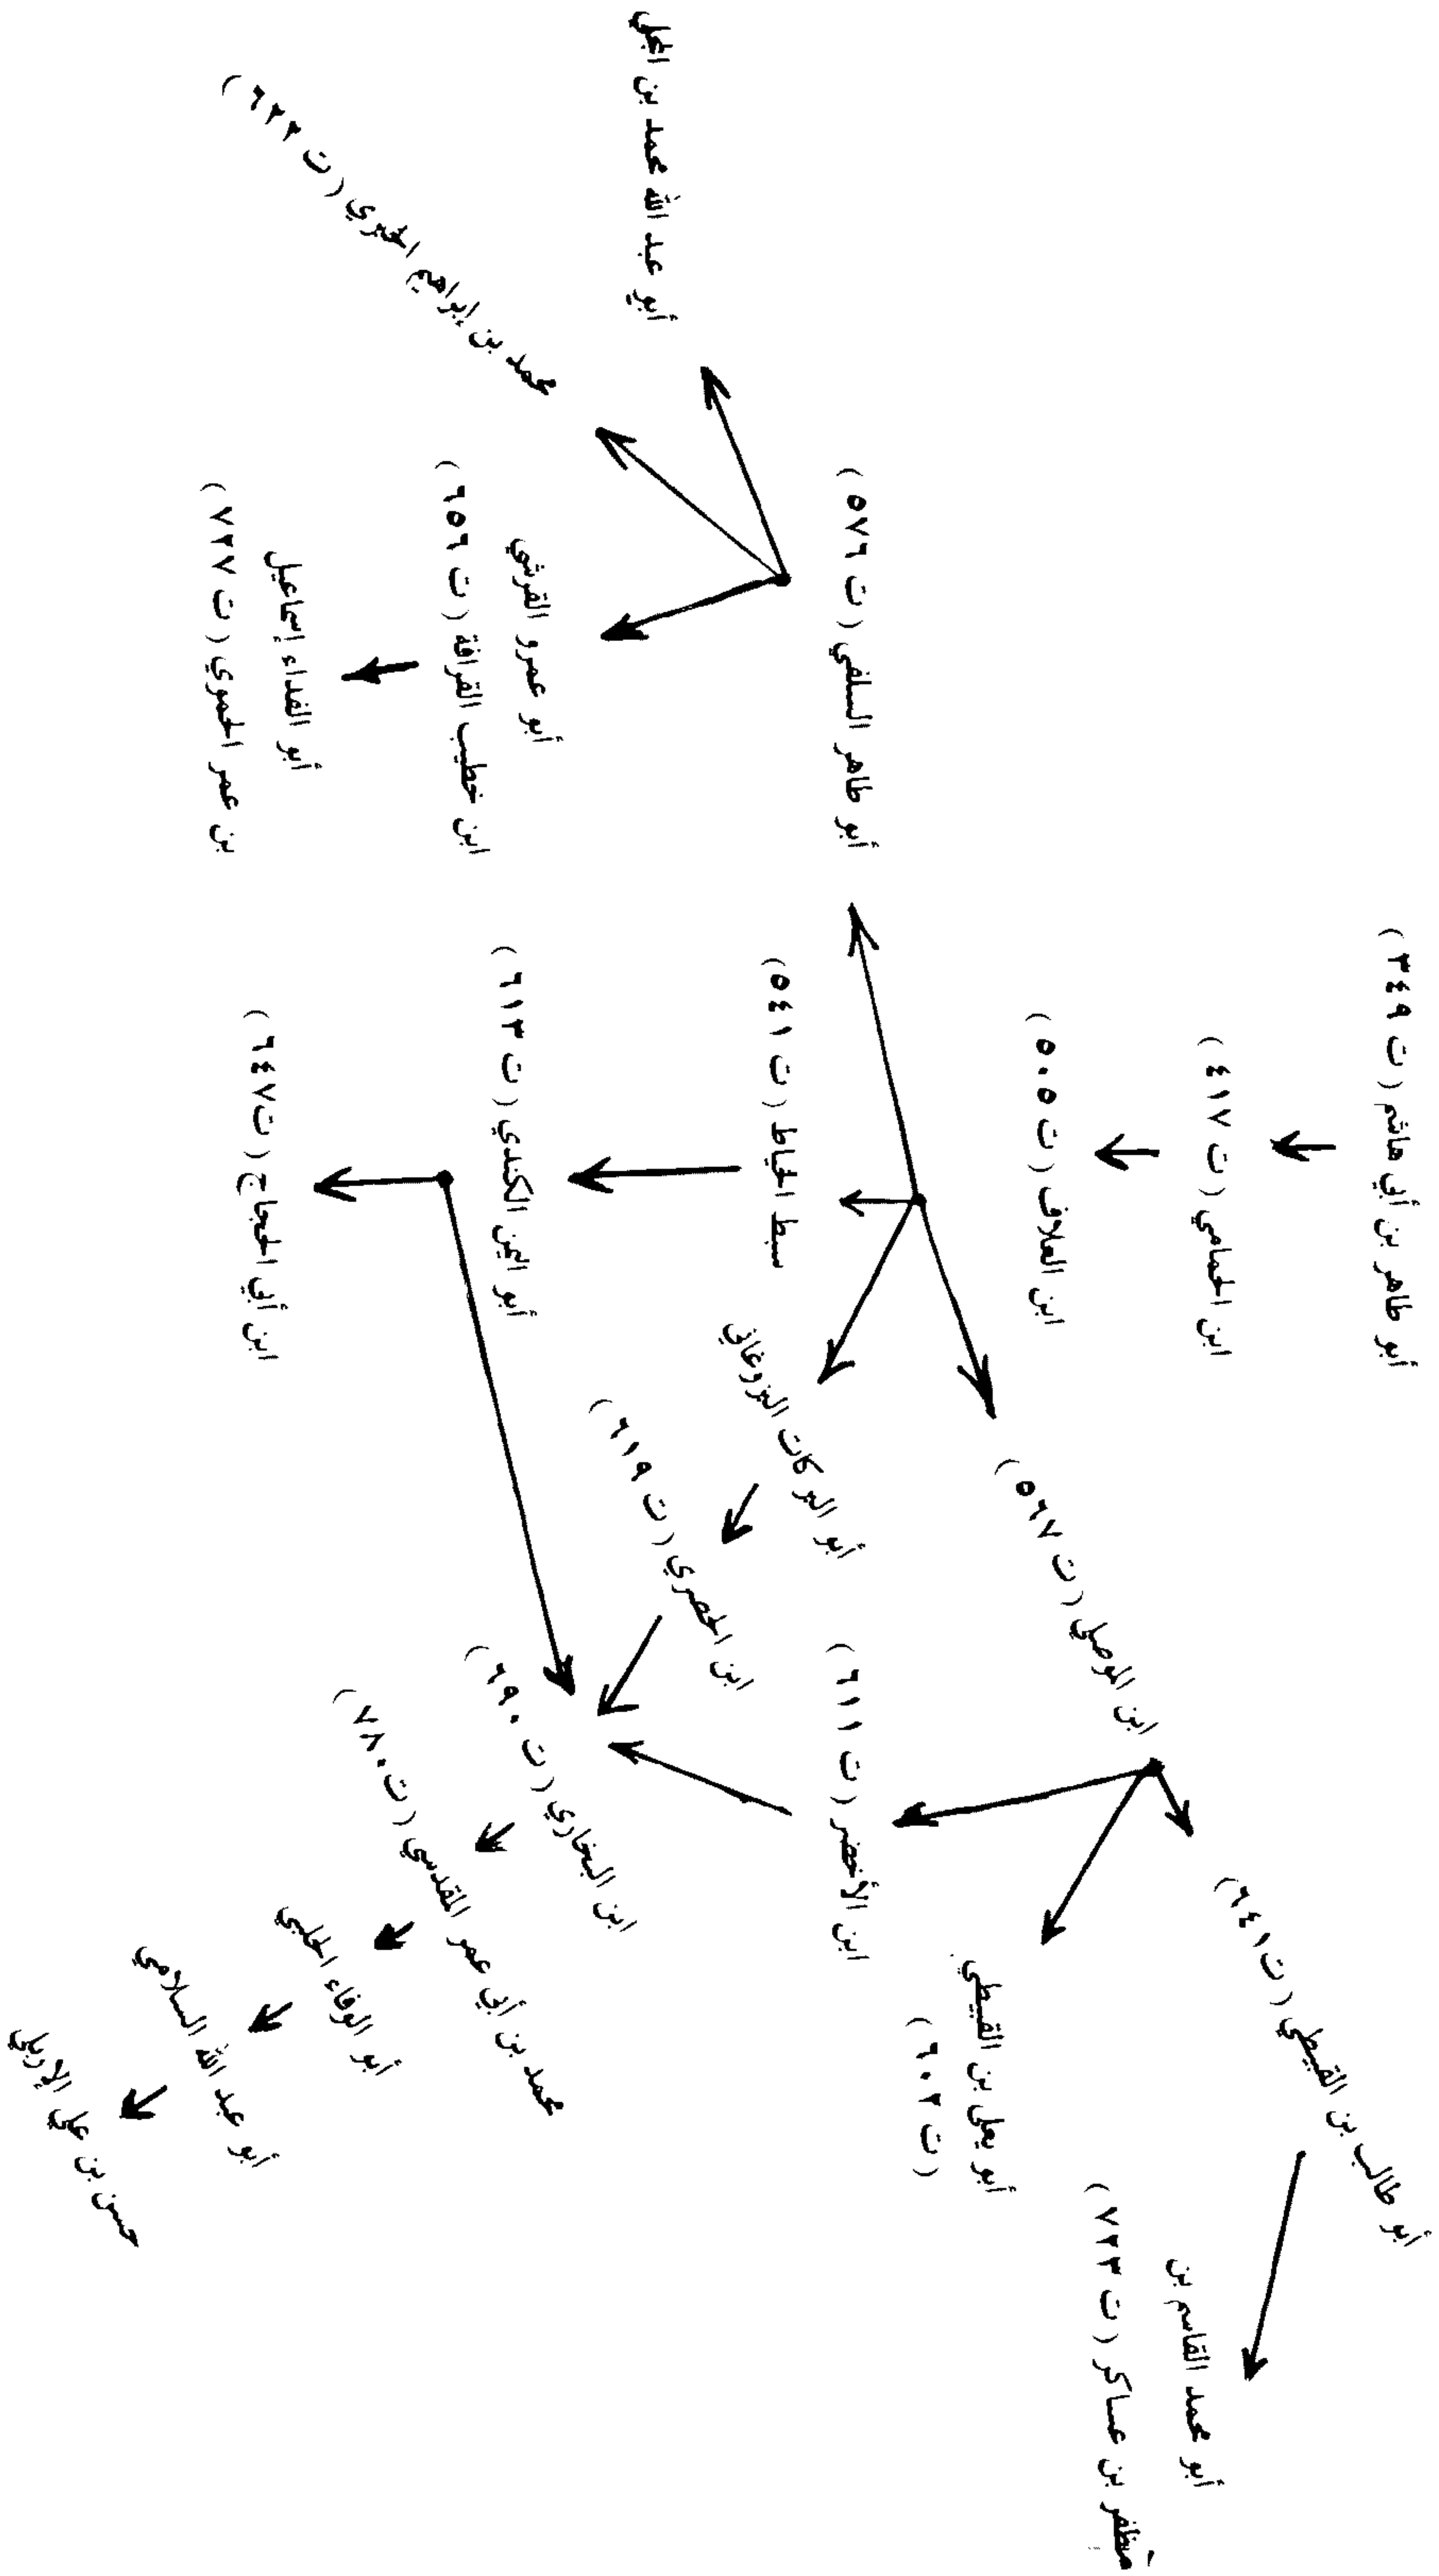 أبو طاهر بن أبي هاشم ( ت ٣٤٩ )
ابن الحمامي ( ت ٤١٧ )
ابن العلاف ( ت ٥٠٥ )
أبو طاهر السلفي ( ت ٥٧٦ )
سبط الخياط ( ت ٥٤١ )
أبو البركات البزوغاني
ابن الموصلي ( ت ٥٦٧ )
أبو عبد الله محمد بن
محمد بن إبراهيم ( ت ٦٢٢ )
أبو عمرو القرشي
ابن خطيب القرافة ( ت ٦٥٦ )
أبو الفداء إسماعيل
بن عمر الحموي ( ت ٧٢٧ )
أبو اليمن الكندي ( ت ٦١٣ )
ابن أبي الحجاج ( ت ٦٤٧ )
ابن الحصري ( ت ٦١٩ )
ابن الأخضر ( ت ٦١١ )
أبو يعلى بن القبيطي
( ت ٦٠٢ )
أبو طالب بن القبيطي ( ت ٦٤١ )
أبو محمد القاسم بن
مظفر بن عساكر ( ت ٧٢٣ )
ابن البخاري ( ت ٦٩٠ )
محمد بن أبي عمر المقدسي ( ت ٧٨٠ )
أبو الوفاء الحلبي
أبو عبد الله السلامي
حسن بن علي الإربلي